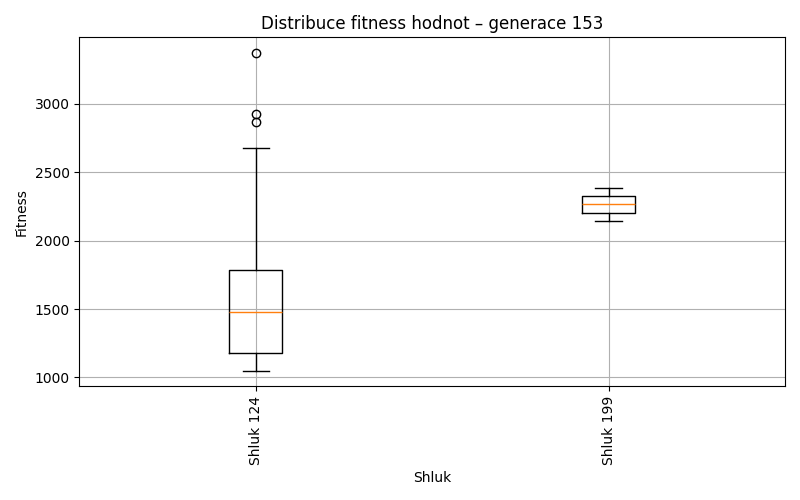 Distribuce fitness hodnot – generace 153
Fitness
3000
2500
2000
1500
1000
Shluk 124
Shluk 199
Shluk